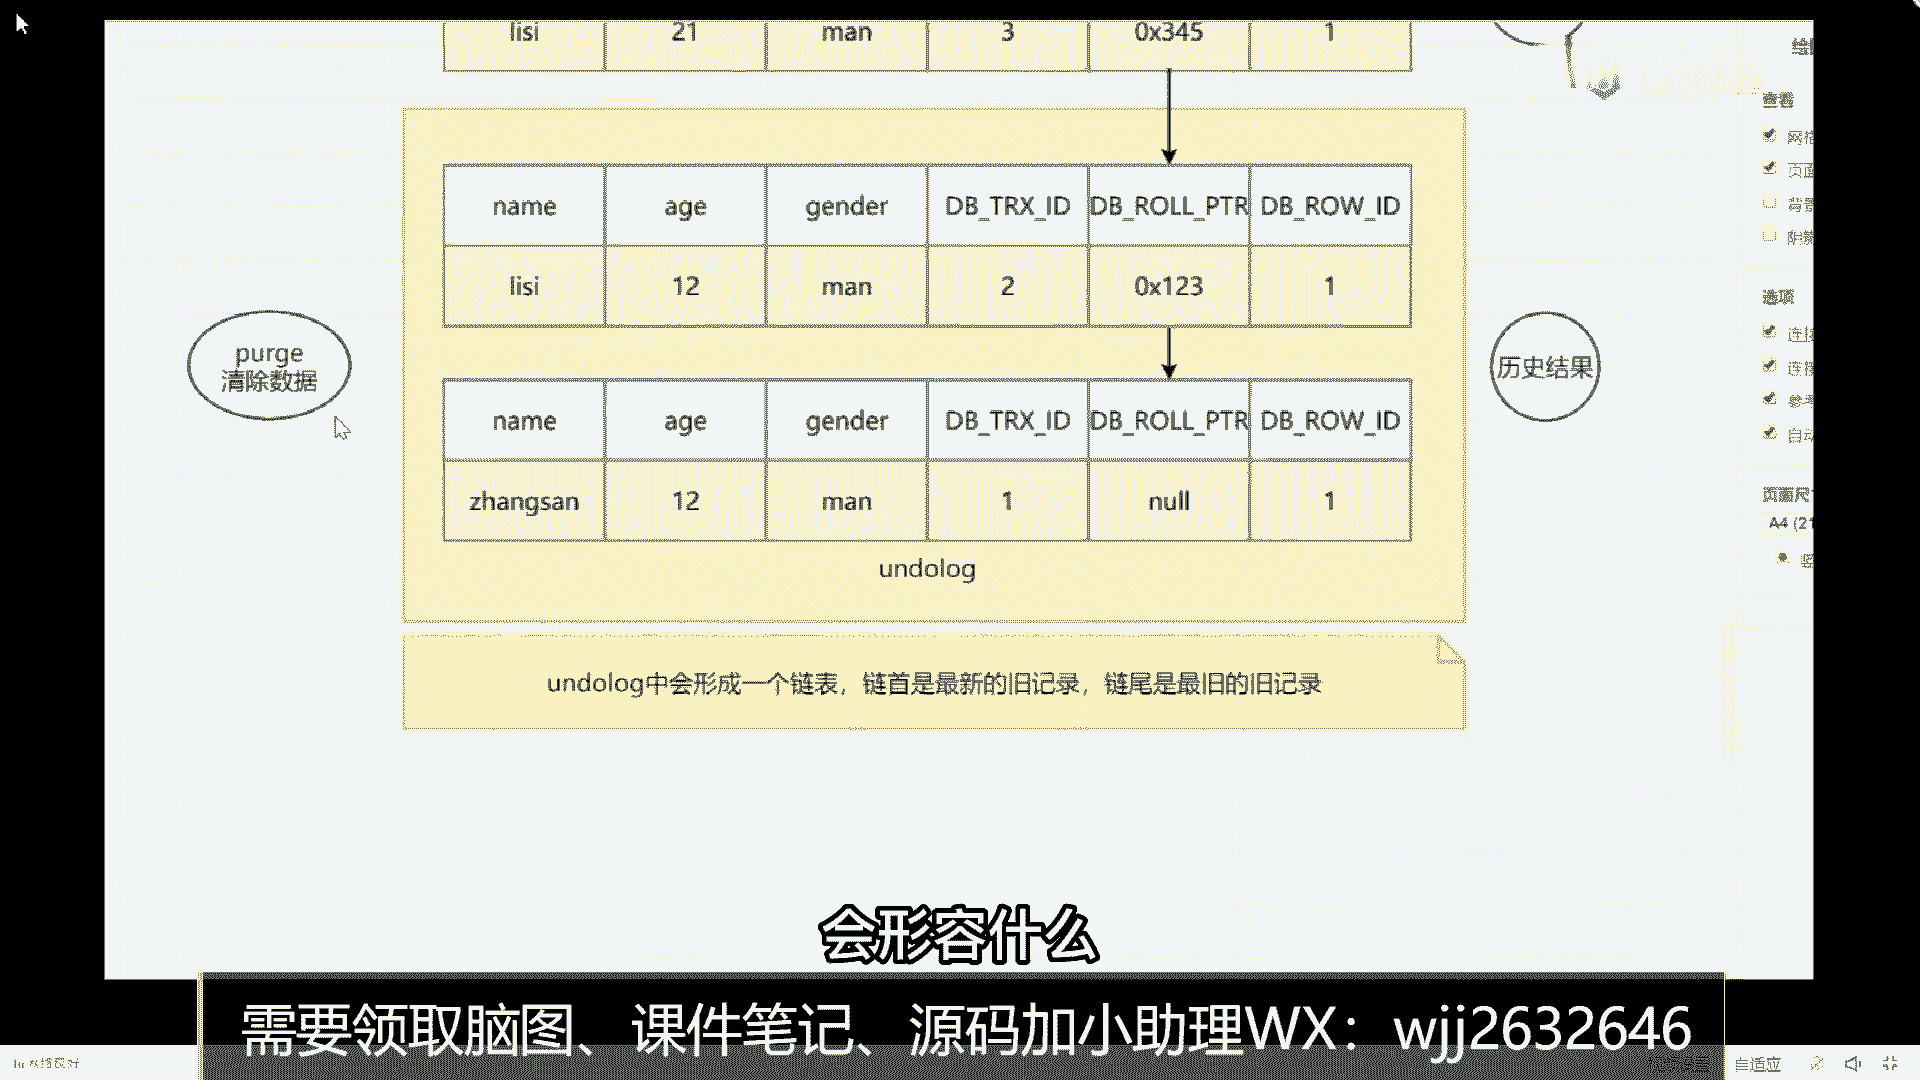 lisi 21 man 3 0x345 1
查看
name age gender DB_TRX_ID DB_ROLL_PTR DB_ROW_ID
lisi 12 man 2 0x123 1
选项
purge
清除数据
历史结果
name age gender DB_TRX_ID DB_ROLL_PTR DB_ROW_ID
zhangsan 12 man 1 null 1
A4 (21
undolog
undolog中会形成一个链表，链首是最新的旧记录，链尾是最旧的旧记录
会形容什么
需要领取脑图、课件笔记、源码加小助理WX：wjj2632646
自适应